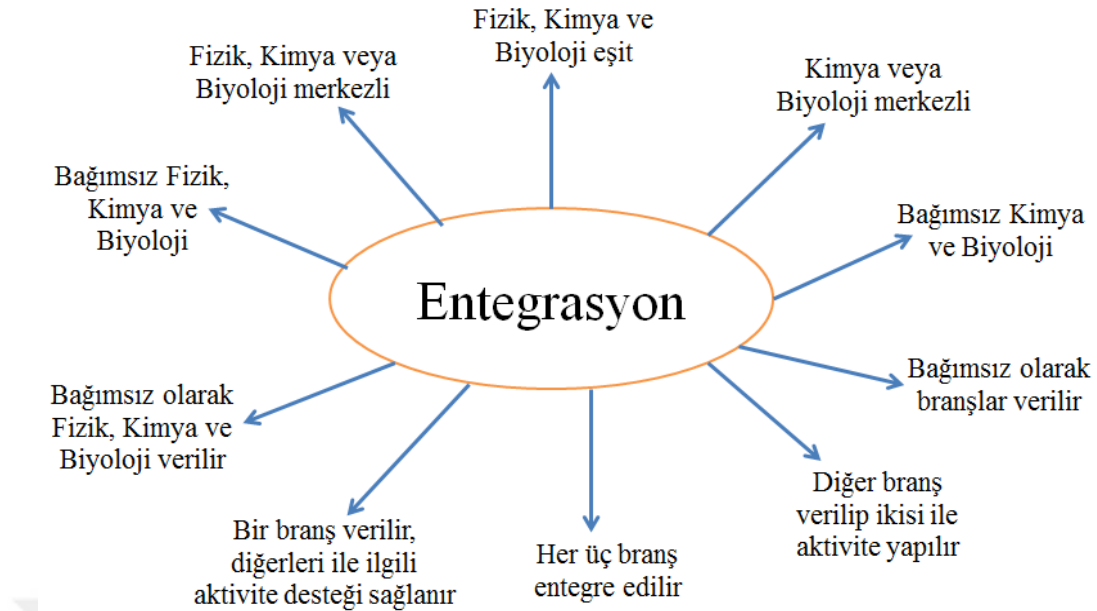 Fizik, Kimya ve
Biyoloji eşit
Fizik, Kimya veya
Biyoloji merkezli
Kimya veya
Biyoloji merkezli
Bağımsız Fizik,
Kimya ve
Biyoloji
Bağımsız Kimya
ve Biyoloji
Entegrasyon
Bağımsız olarak
Fizik, Kimya ve
Biyoloji verilir
Bağımsız olarak
branşlar verilir
Bir branş verilir,
diğerleri ile ilgili
aktivite desteği sağlanır
Her üç branş
entegre edilir
Diğer branş
verilip ikisi ile
aktivite yapılır